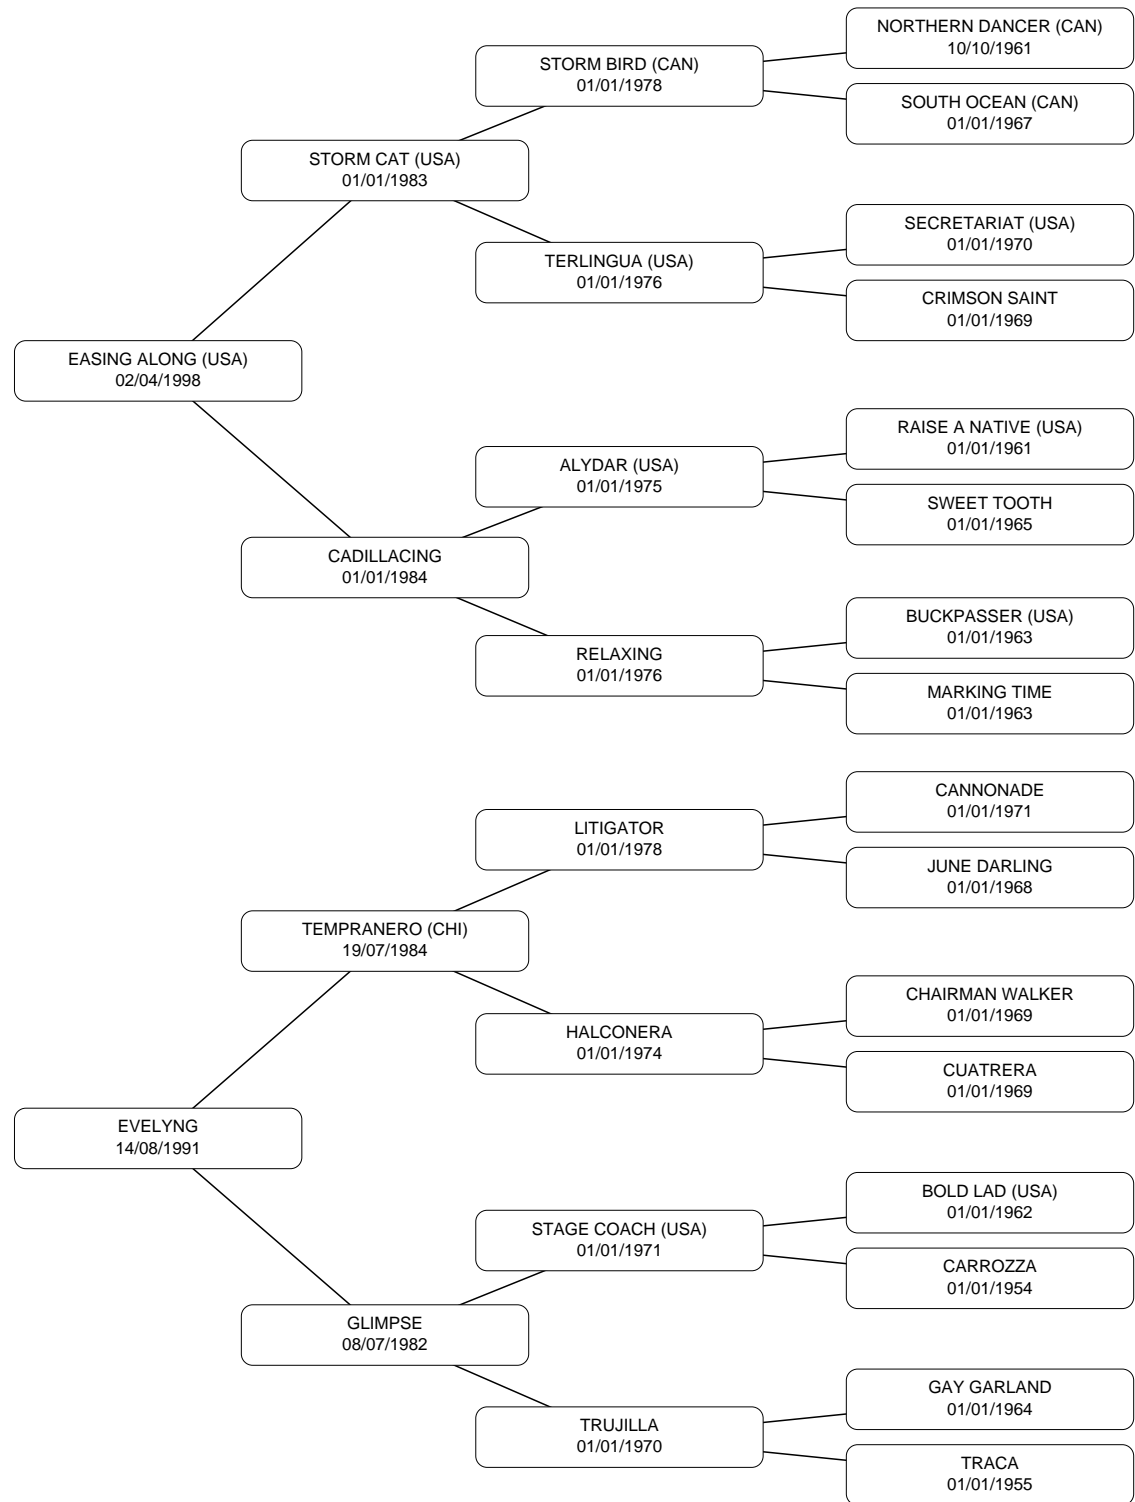 NORTHERN DANCER (CAN)
10/10/1961
STORM BIRD (CAN)
01/01/1978
SOUTH OCEAN (CAN)
01/01/1967
STORM CAT (USA)
01/01/1983
SECRETARIAT (USA)
01/01/1970
TERLINGUA (USA)
01/01/1976
CRIMSON SAINT
01/01/1969
EASING ALONG (USA)
02/04/1998
RAISE A NATIVE (USA)
01/01/1961
ALYDAR (USA)
01/01/1975
SWEET TOOTH
01/01/1965
CADILLACING
01/01/1984
BUCKPASSER (USA)
01/01/1963
RELAXING
01/01/1976
MARKING TIME
01/01/1963
CANNONADE
01/01/1971
LITIGATOR
01/01/1978
JUNE DARLING
01/01/1968
TEMPRANERO (CHI)
19/07/1984
CHAIRMAN WALKER
01/01/1969
HALCONERA
01/01/1974
CUATRERA
01/01/1969
EVELYNG
14/08/1991
BOLD LAD (USA)
01/01/1962
STAGE COACH (USA)
01/01/1971
CARROZZA
01/01/1954
GLIMPSE
08/07/1982
GAY GARLAND
01/01/1964
TRUJILLA
01/01/1970
TRACA
01/01/1955